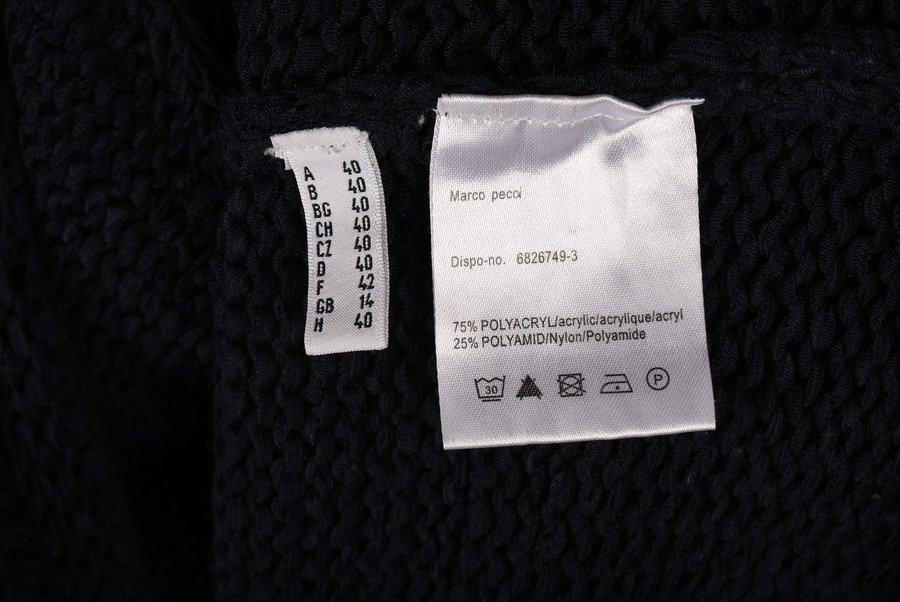 A 40
B 40
BG 40
CH 40
CZ 40
D 40
F 42
GB 14
H 40
Marco pecci
Dispo-no. 6826749-3
75% POLYACRYL/acrylic/acrylique/acryl
25% POLYAMID/Nylon/Polyamide
30
P